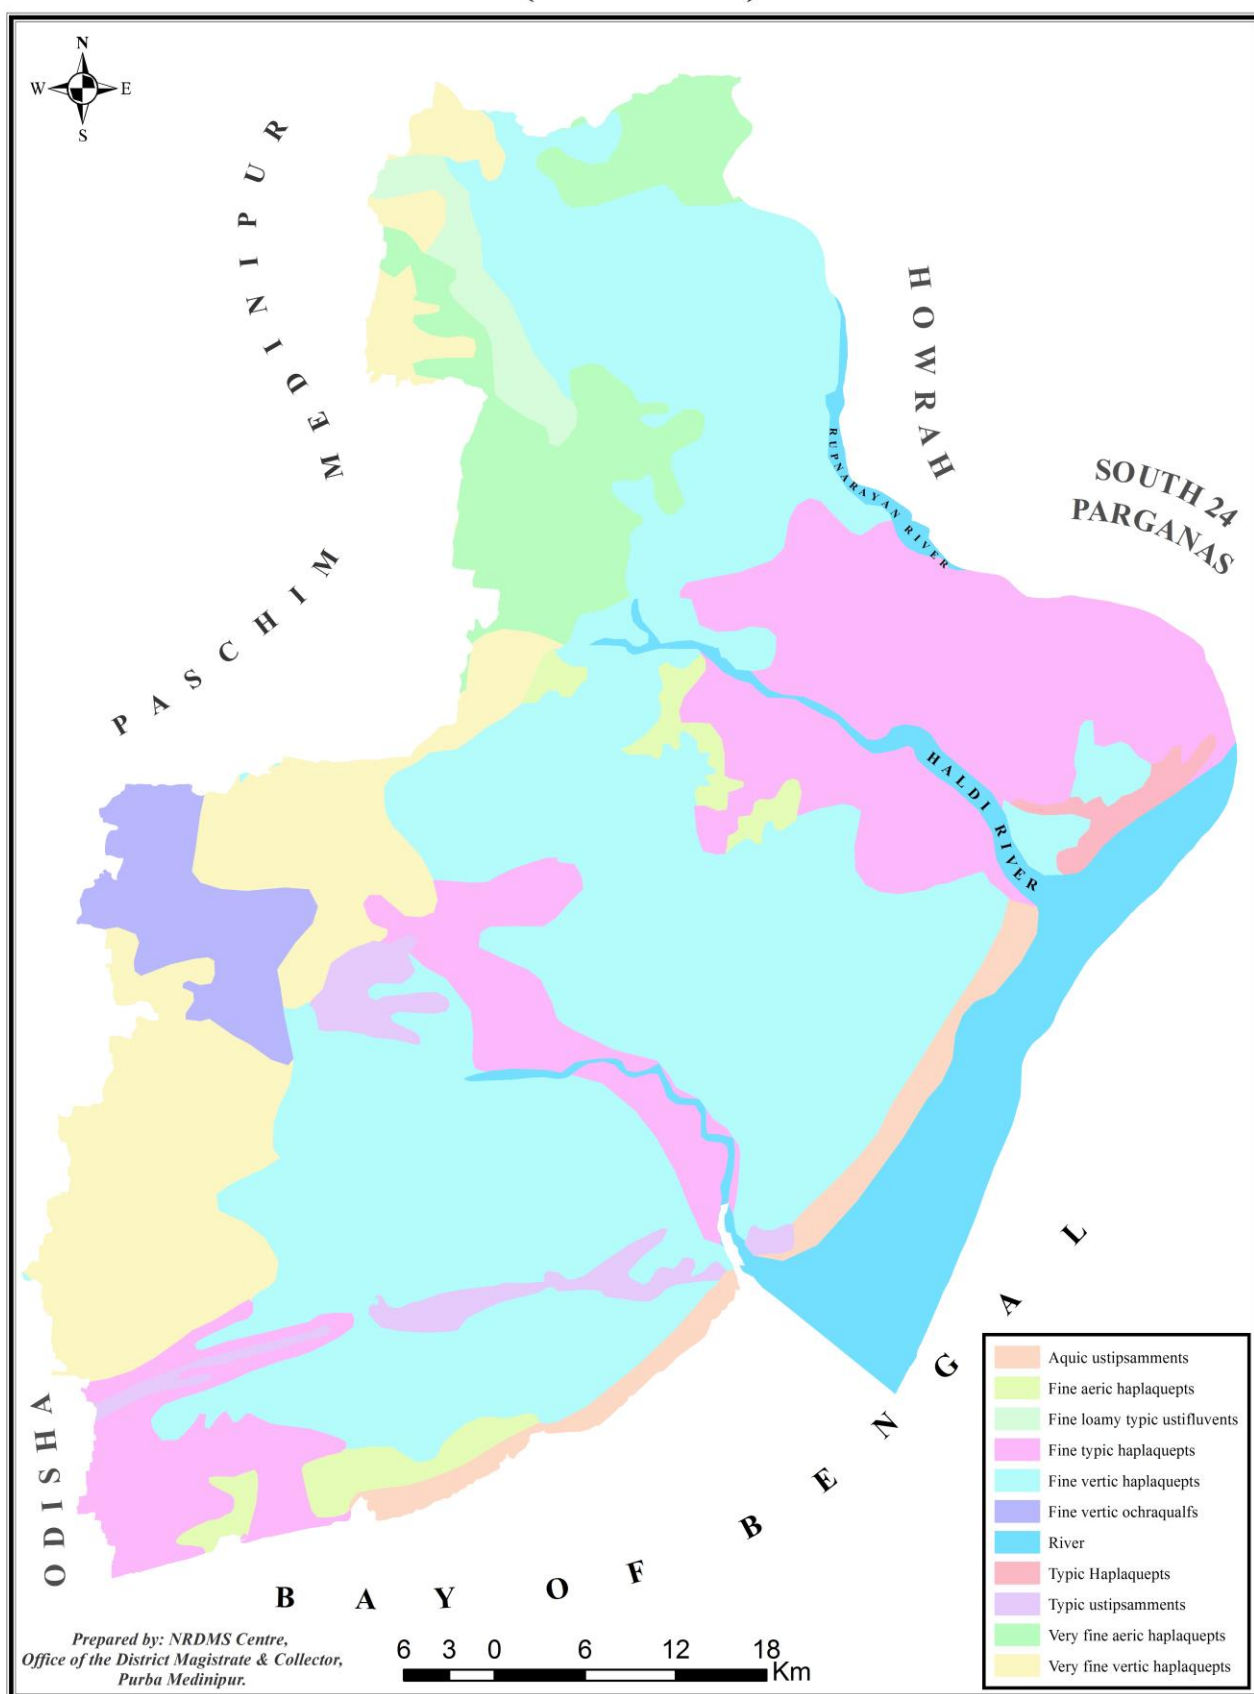 N
W E
S
PASCHIM MEDINIPUR
HOWRAH
SOUTH 24
PARGANAS
RUPNARAYAN RIVER
HALDI RIVER
ODISHA
BAY OF BENGAL
Aquic ustipsamments
Fine aeric haplaquepts
Fine loamy typic ustifluvents
Fine typic haplaquepts
Fine vertic haplaquepts
Fine vertic ochraqualfs
River
Typic Haplaquepts
Typic ustipsamments
Very fine aeric haplaquepts
Very fine vertic haplaquepts
Prepared by: NRDMS Centre,
Office of the District Magistrate & Collector,
Purba Medinipur.
6 3 0 6 12 18
Km